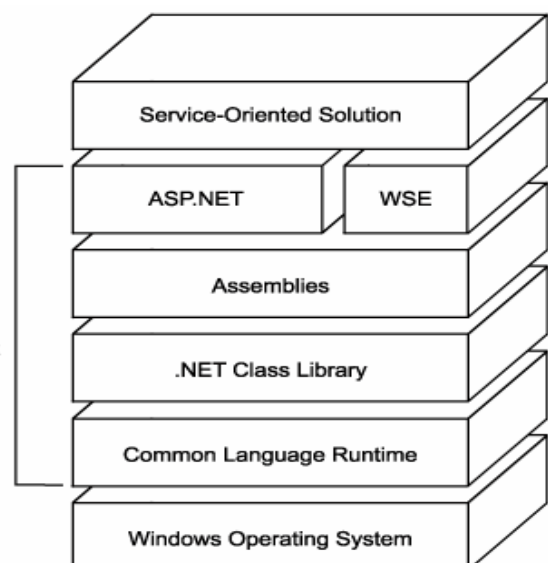 Service-Oriented Solution
ASP.NET
WSE
Assemblies
.NET Class Library
Common Language Runtime
Windows Operating System